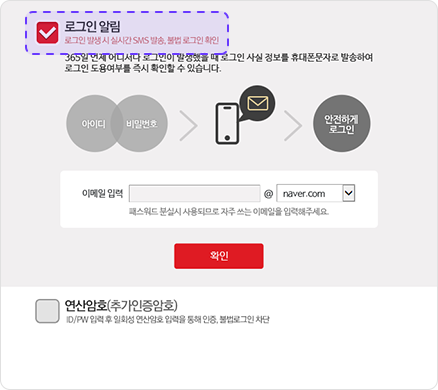 로그인 알림
로그인 발생 시 실시간 SMS 발송, 불법 로그인 확인
365일 언제 어디서나 로그인이 발생했을 때 로그인 사실 정보를 휴대폰문자로 발송하여
로그인 도용여부를 즉시 확인할 수 있습니다.
아이디 비밀번호 안전하게
로그인
이메일 입력 @ naver.com
패스워드 분실시 사용되므로 자주 쓰는 이메일을 입력해주세요.
확인
연산암호(추가인증암호)
ID/PW 입력 후 일회성 연산암호 입력을 통해 인증, 불법로그인 차단